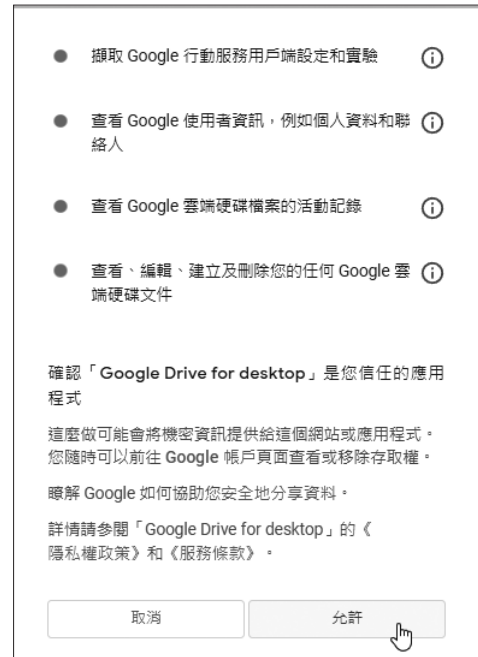 擷取 Google 行動服務用戶端設定和實驗
查看 Google 使用者資訊，例如個人資料和聯
絡人
查看 Google 雲端硬碟檔案的活動記錄
查看、編輯、建立及刪除您的任何 Google 雲
端硬碟文件
確認「Google Drive for desktop」是您信任的應用
程式
這麼做可能會將機密資訊提供給這個網站或應用程式。
您隨時可以前往 Google 帳戶頁面查看或移除存取權。
瞭解 Google 如何協助您安全地分享資料。
詳情請參閱「Google Drive for desktop」的《
隱私權政策》和《服務條款》。
取消
允許